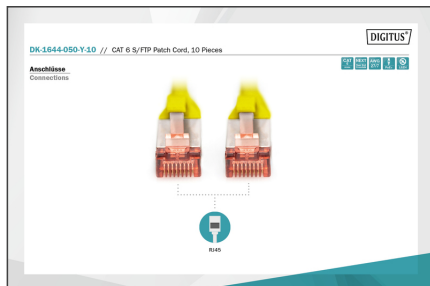 DIGITUS®
DK-1644-050-Y-10 // CAT 6 S/FTP Patch Cord, 10 Pieces
Anschlüsse
Connections
RJ45